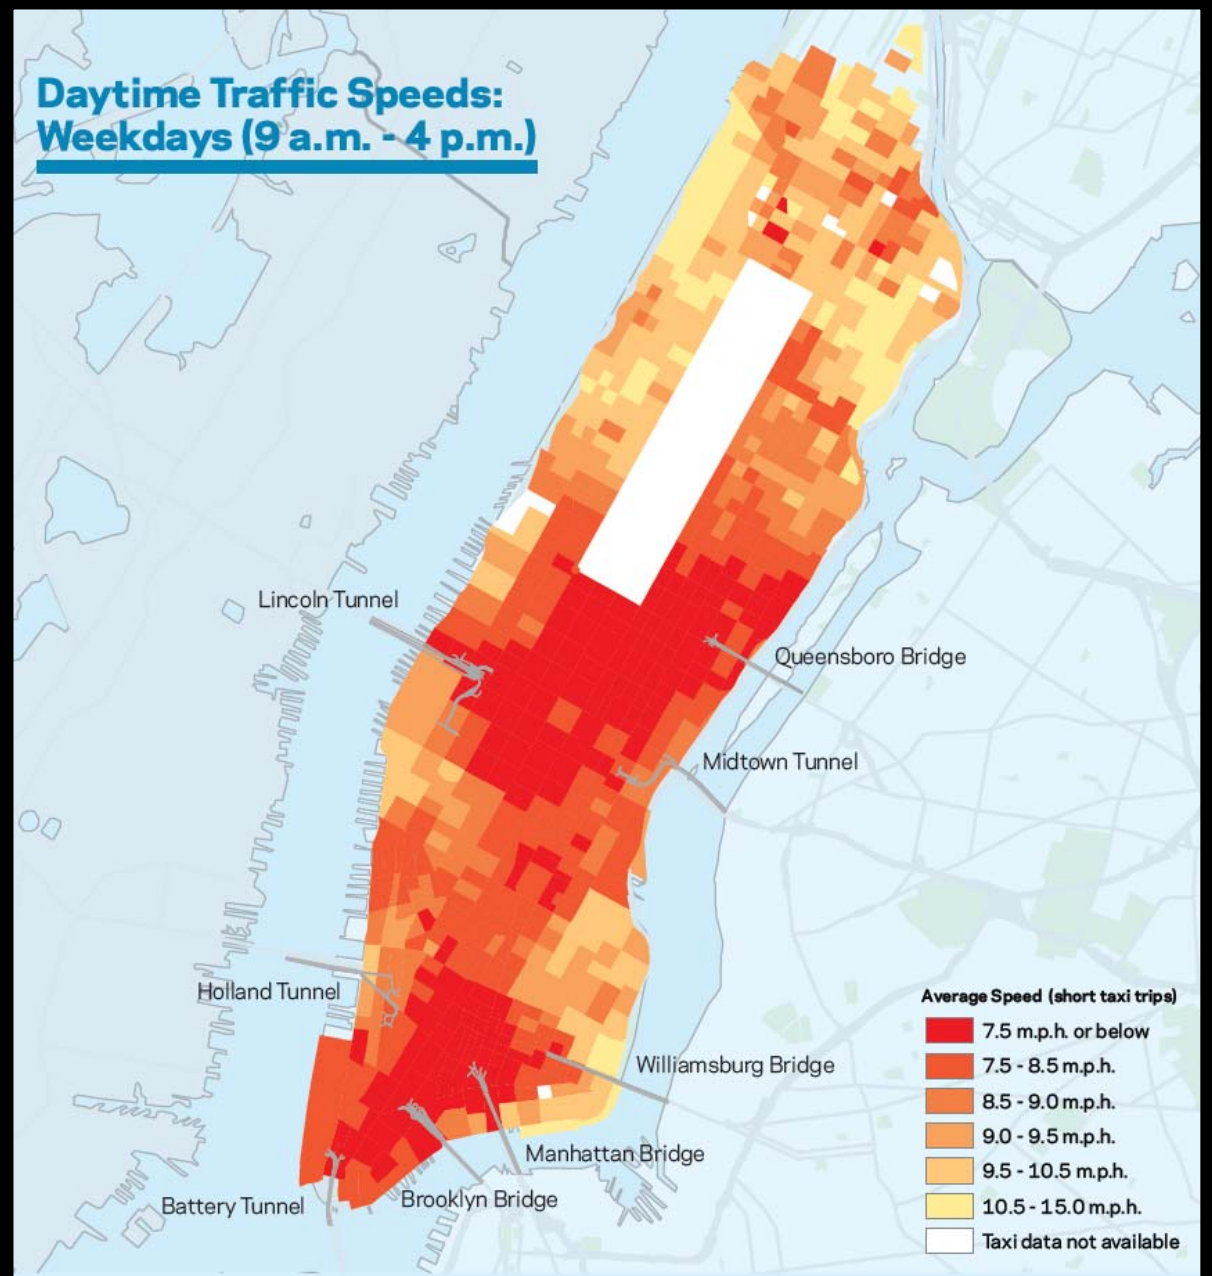 Daytime Traffic Speeds:
Weekdays (9 a.m. - 4 p.m.)
Lincoln Tunnel
Queensboro Bridge
Midtown Tunnel
Holland Tunnel
Williamsburg Bridge
Manhattan Bridge
Brooklyn Bridge
Battery Tunnel
Average Speed (short taxi trips)
7.5 m.p.h. or below
7.5 - 8.5 m.p.h.
8.5 - 9.0 m.p.h.
9.0 - 9.5 m.p.h.
9.5 - 10.5 m.p.h.
10.5 - 15.0 m.p.h.
Taxi data not available